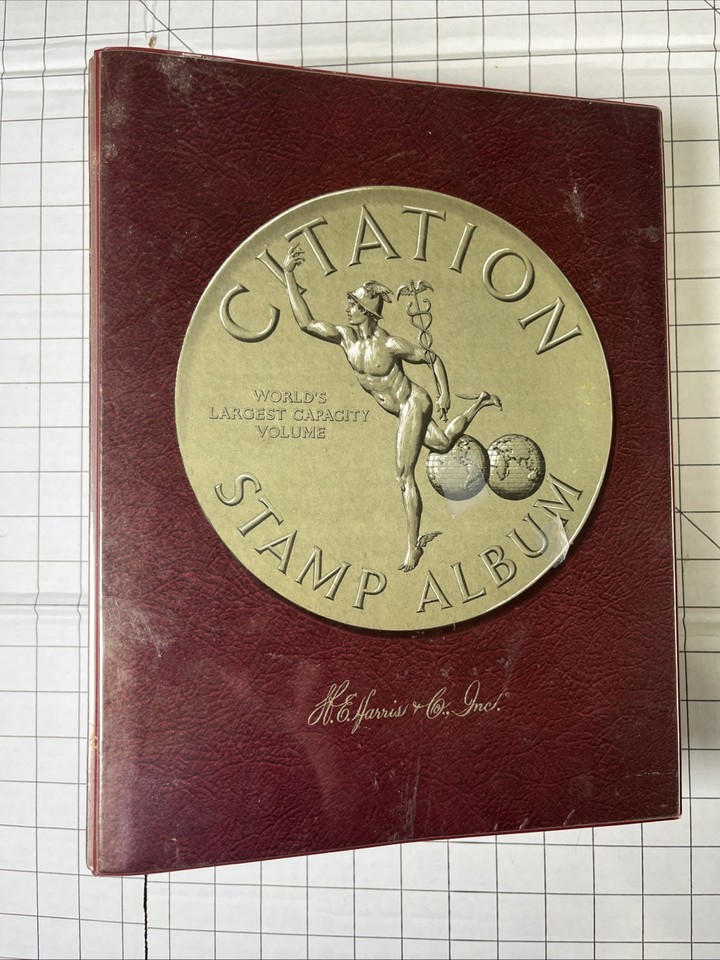 CITATION
WORLD'S
LARGEST CAPACITY
VOLUME
STAMP ALBUM
H.E. Harris & Co., Inc.